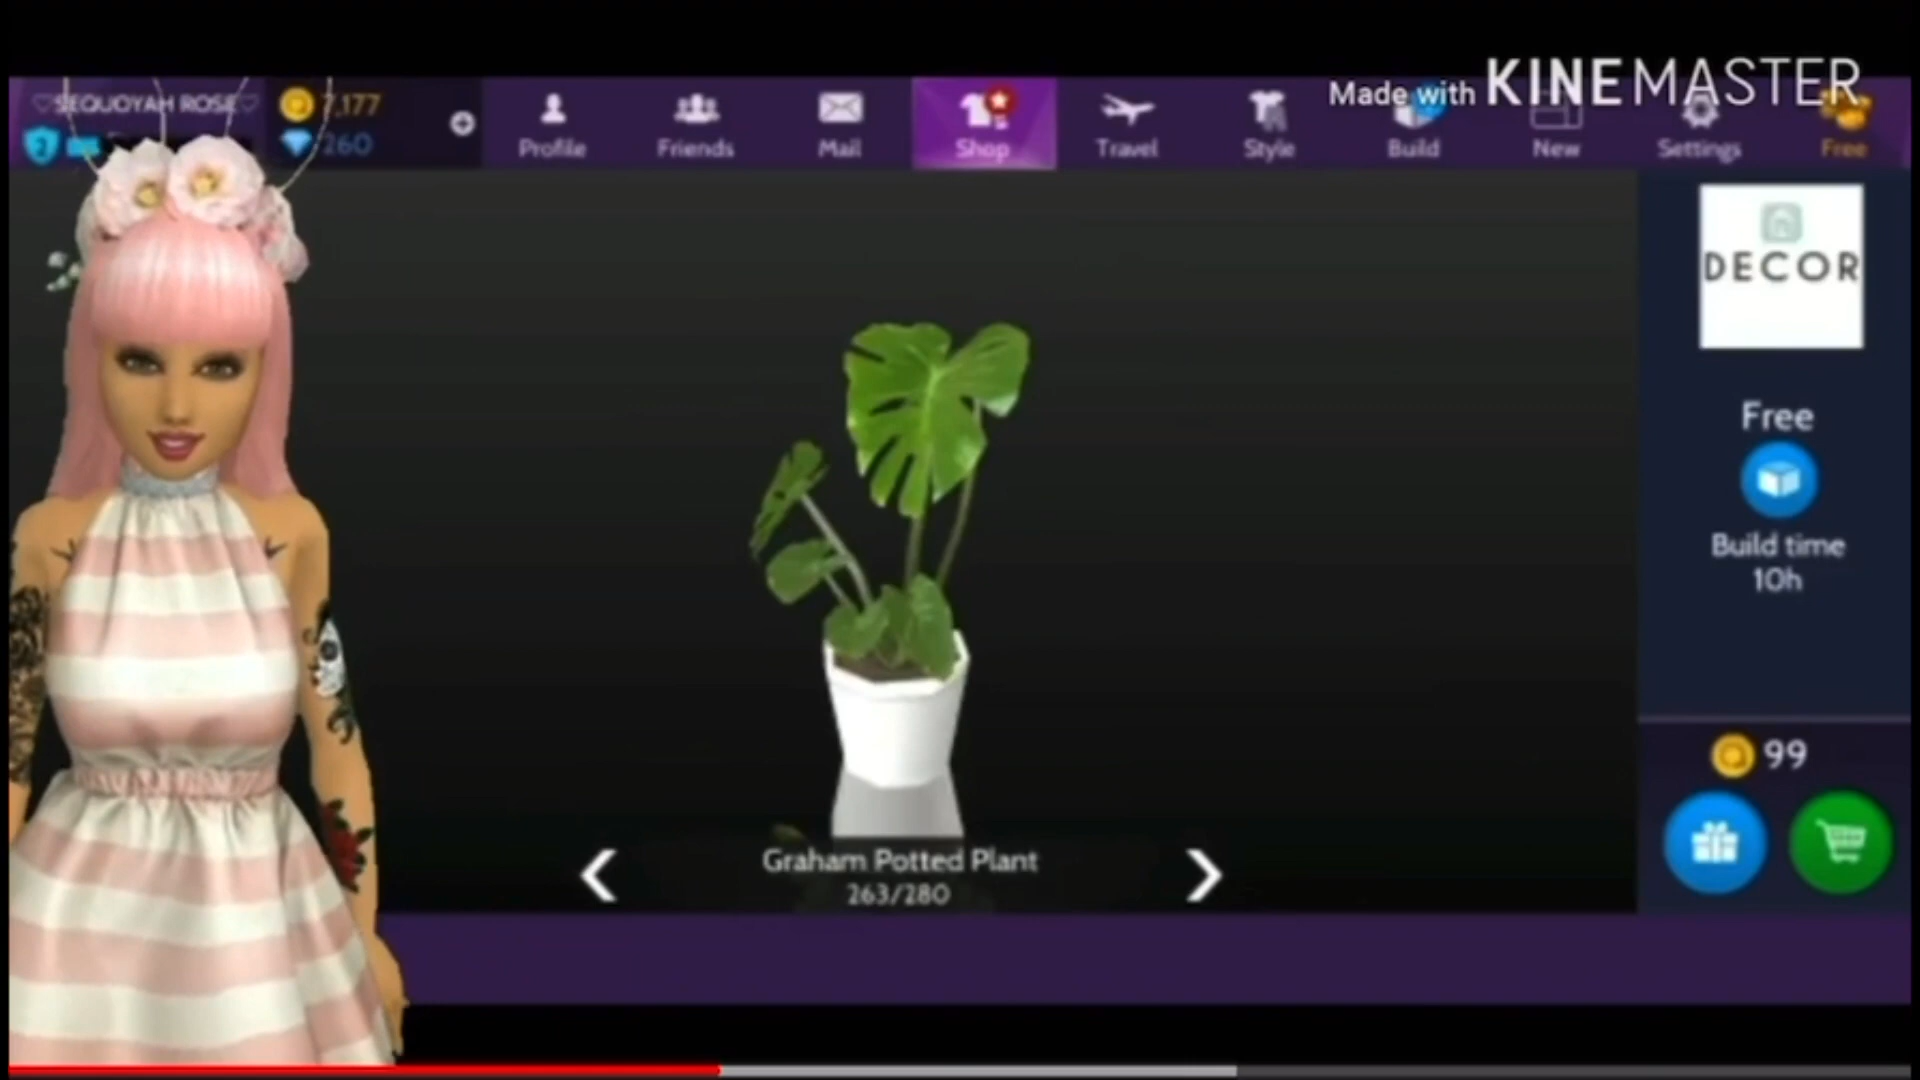 Made with KINEMASTER
♡SEQUOYAH ROSE♡
7,177
2
260
Profile
Friends
Mail
Shop
Travel
Style
Build
New
Settings
Free
DECOR
Free
Build time
10h
99
Graham Potted Plant
263/280